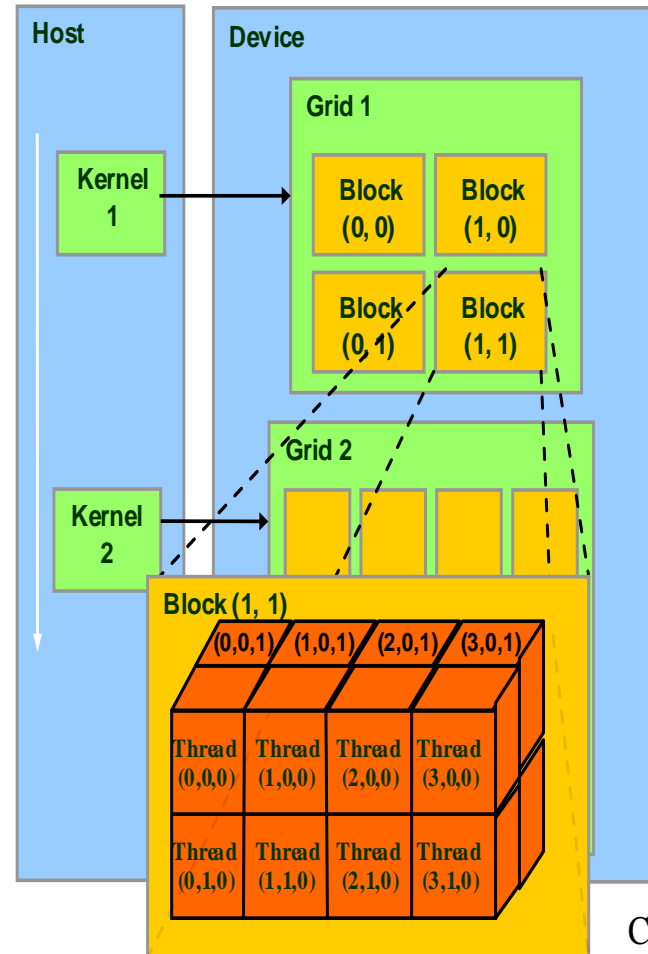 Host
Device
Grid 1
Kernel
1
Block
(0, 0)
Block
(1, 0)
Block
(0, 1)
Block
(1, 1)
Grid 2
Kernel
2
Block (1, 1)
(0,0,1) (1,0,1) (2,0,1) (3,0,1)
Thread
(0,0,0)
Thread
(1,0,0)
Thread
(2,0,0)
Thread
(3,0,0)
Thread
(0,1,0)
Thread
(1,1,0)
Thread
(2,1,0)
Thread
(3,1,0)
C